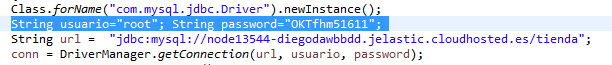 Class.forName("com.mysql.jdbc.Driver").newInstance();
String usuario="root"; String password="OKTfhm51611";
String url = "jdbc:mysql://node13544-diegodawbbdd.jelastic.cloudhosted.es/tienda";
conn = DriverManager.getConnection(url, usuario, password);